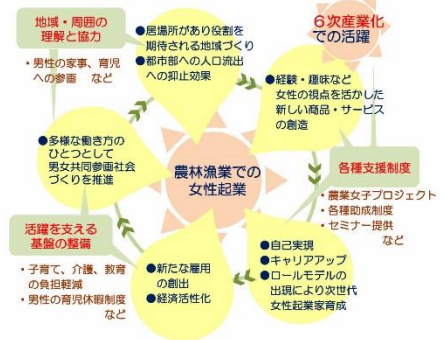 地域・周囲の
理解と協力
・男性の家事、育児
への参画　など
●居場所があり役割を
期待される地域づくり
●都市部への人口流出
への抑止効果
６次産業化
での活躍
●経験・趣味など
女性の視点を活かした
新しい商品・サービス
の創造
●多様な働き方の
ひとつとして
男女共同参画社会
づくりを推進
農林漁業での
女性起業
各種支援制度
・農業女子プロジェクト
・各種助成制度
・セミナー提供
など
活躍を支える
基盤の整備
・子育て、介護、教育
の負担軽減
・男性の育児休暇制度
など
●新たな雇用
の創出
●経済活性化
●自己実現
●キャリアアップ
●ロールモデルの
出現により次世代
女性起業家育成